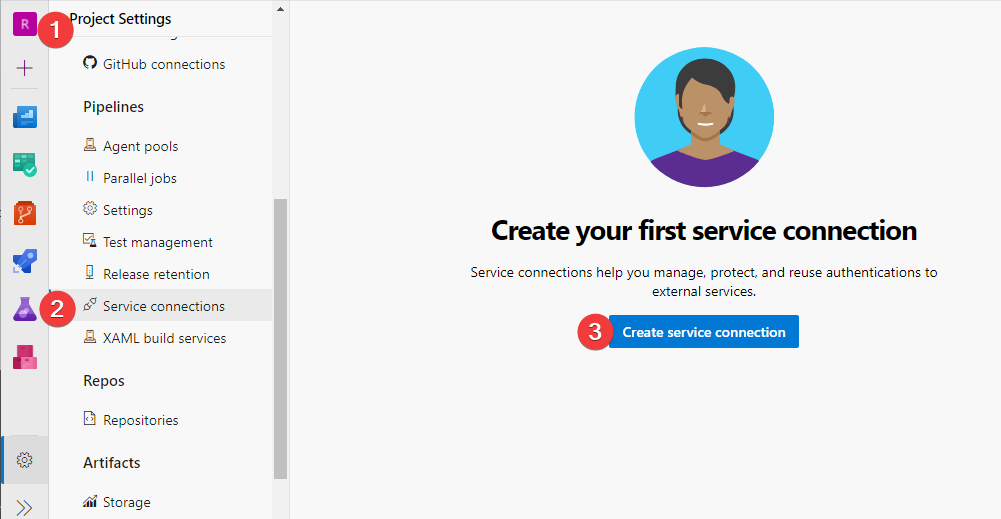 R
1
Project Settings
GitHub connections
Pipelines
Agent pools
Parallel jobs
Settings
Test management
Release retention
2
Service connections
XAML build services
Repos
Repositories
Artifacts
Storage
Create your first service connection
Service connections help you manage, protect, and reuse authentications to
external services.
3
Create service connection